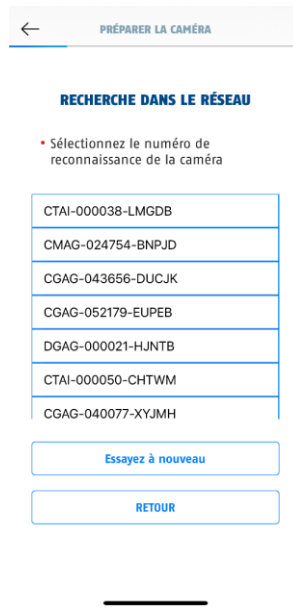 PRÉPARER LA CAMÉRA
RECHERCHE DANS LE RÉSEAU
• Sélectionnez le numéro de
reconnaissance de la caméra
CTAI-000038-LMGDB
CMAG-024754-BNPJD
CGAG-043656-DUCJK
CGAG-052179-EUPEB
DGAG-000021-HJNTB
CTAI-000050-CHTWM
CGAG-040077-XYJMH
Essayez à nouveau
RETOUR